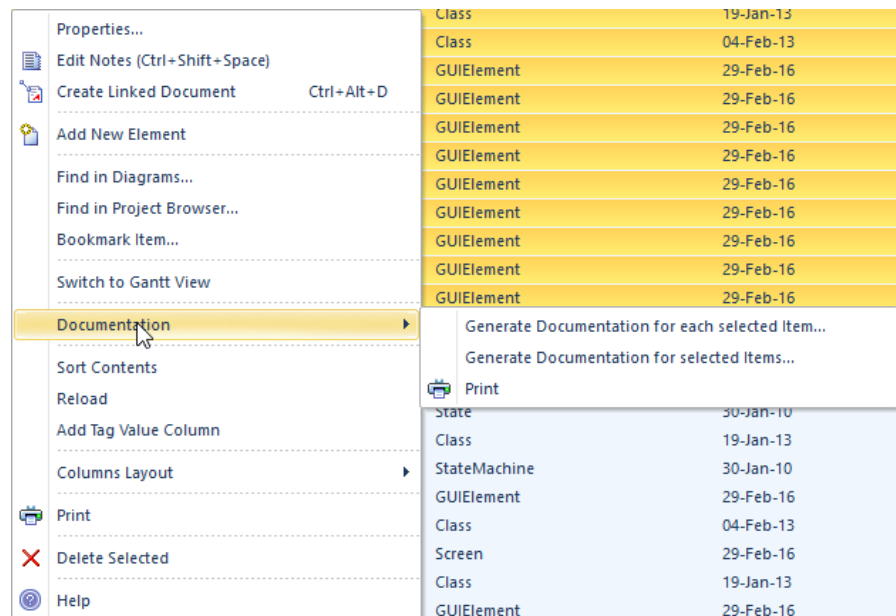 Properties...
Edit Notes (Ctrl+Shift+Space)
Create Linked Document Ctrl+Alt+D
Add New Element
Find in Diagrams...
Find in Project Browser...
Bookmark Item...
Switch to Gantt View
Documentation
Sort Contents
Reload
Add Tag Value Column
Columns Layout
Print
Delete Selected
Help
Class 19-Jan-13
Class 04-Feb-13
GUIElement 29-Feb-16
GUIElement 29-Feb-16
GUIElement 29-Feb-16
GUIElement 29-Feb-16
GUIElement 29-Feb-16
GUIElement 29-Feb-16
GUIElement 29-Feb-16
GUIElement 29-Feb-16
GUIElement 29-Feb-16
Generate Documentation for each selected Item...
Generate Documentation for selected Items...
Print
State 30-Jan-10
Class 19-Jan-13
StateMachine 30-Jan-10
GUIElement 29-Feb-16
Class 04-Feb-13
Screen 29-Feb-16
Class 19-Jan-13
GUIElement 29-Feb-16